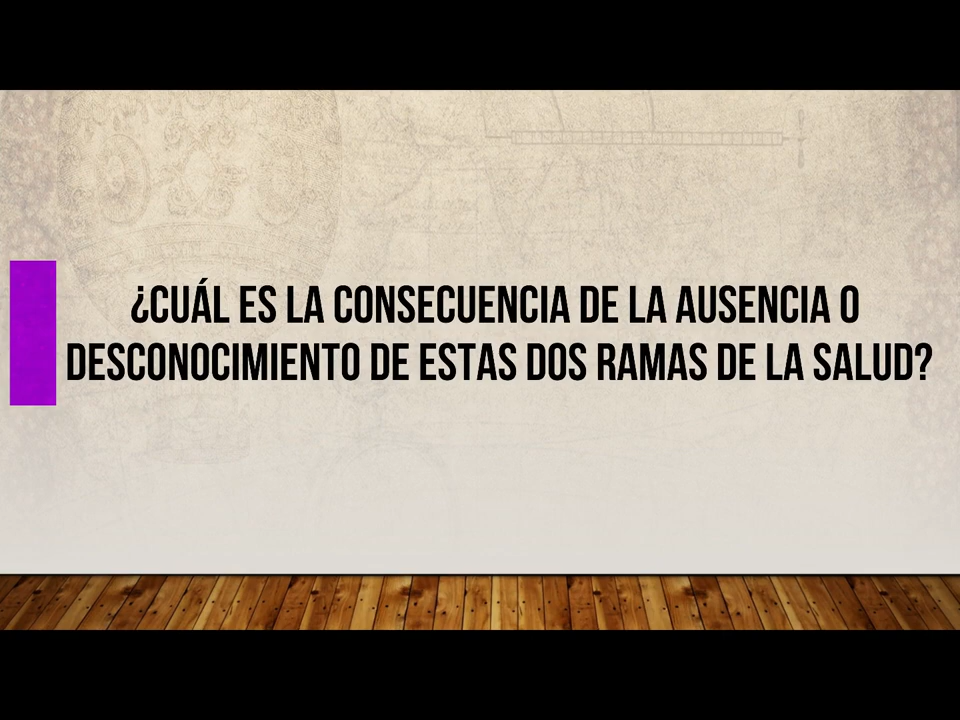 ¿CUÁL ES LA CONSECUENCIA DE LA AUSENCIA O
DESCONOCIMIENTO DE ESTAS DOS RAMAS DE LA SALUD?